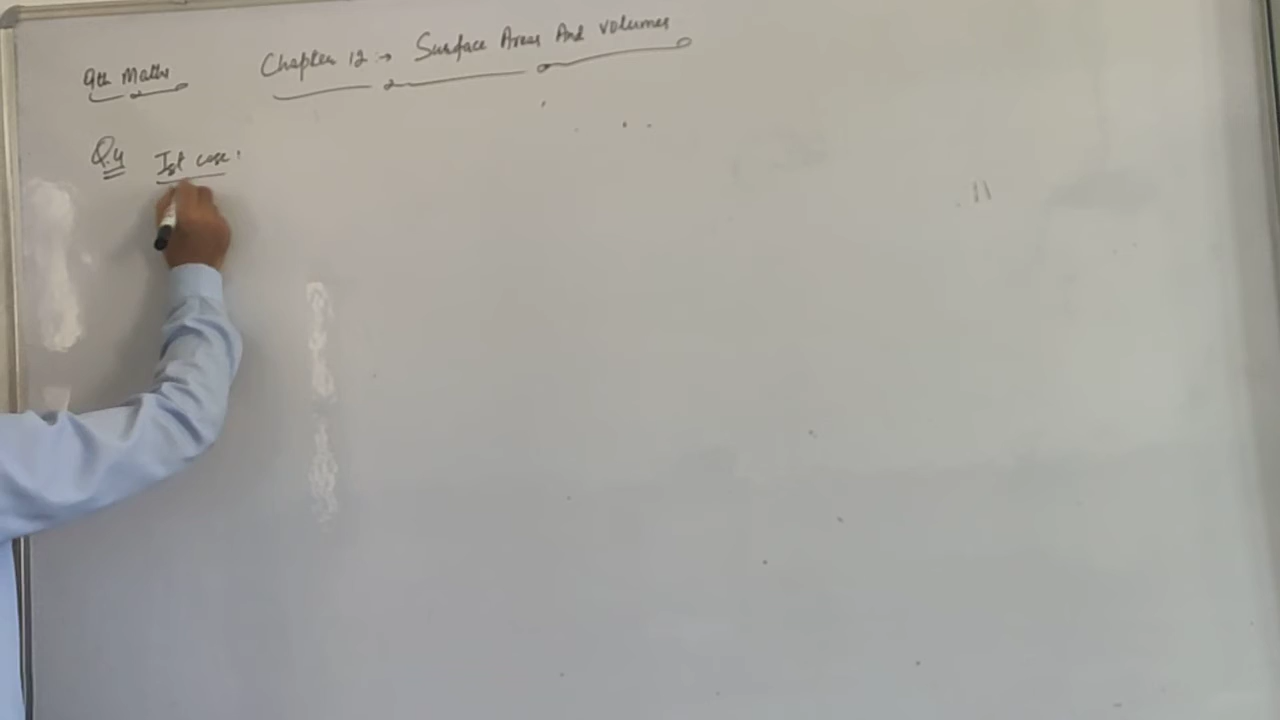 9th Maths Chapter 12 :→ Surface Areas And Volumes
Q.4 Ist case :